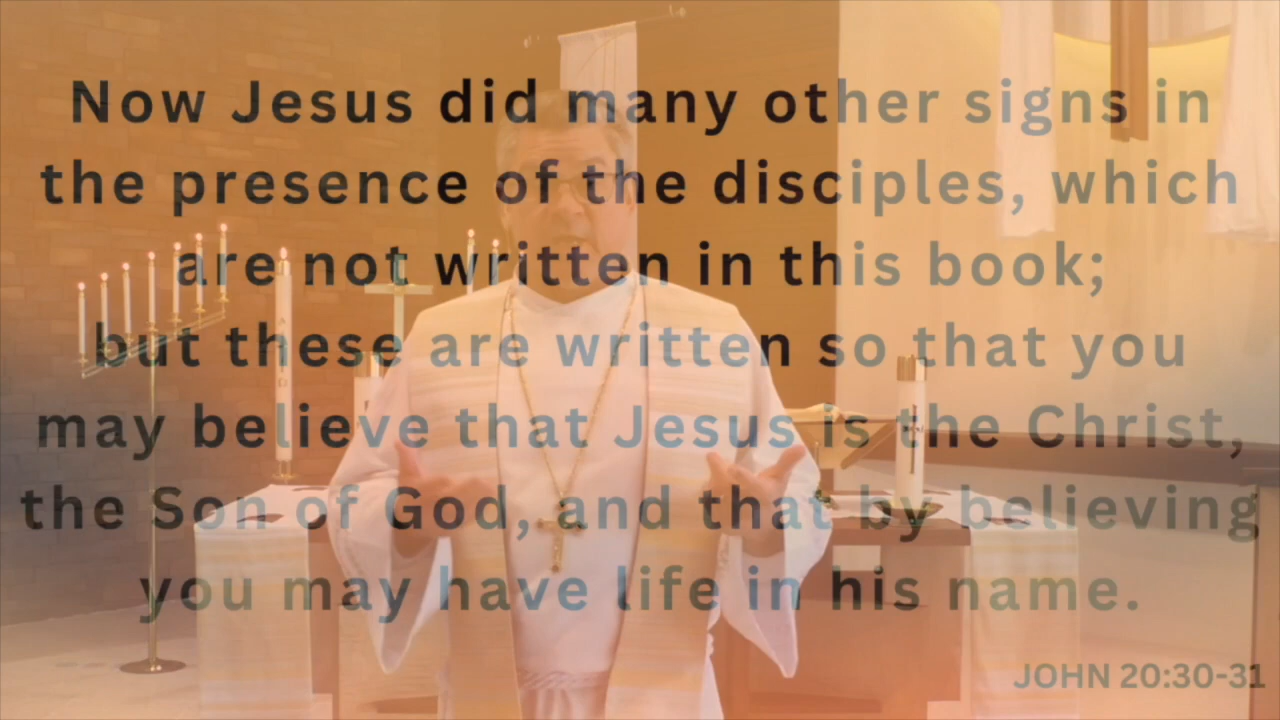 Now Jesus did many other signs in
the presence of the disciples, which
are not written in this book;
but these are written so that you
may believe that Jesus is the Christ,
the Son of God, and that by believing
you may have life in his name.
JOHN 20:30-31